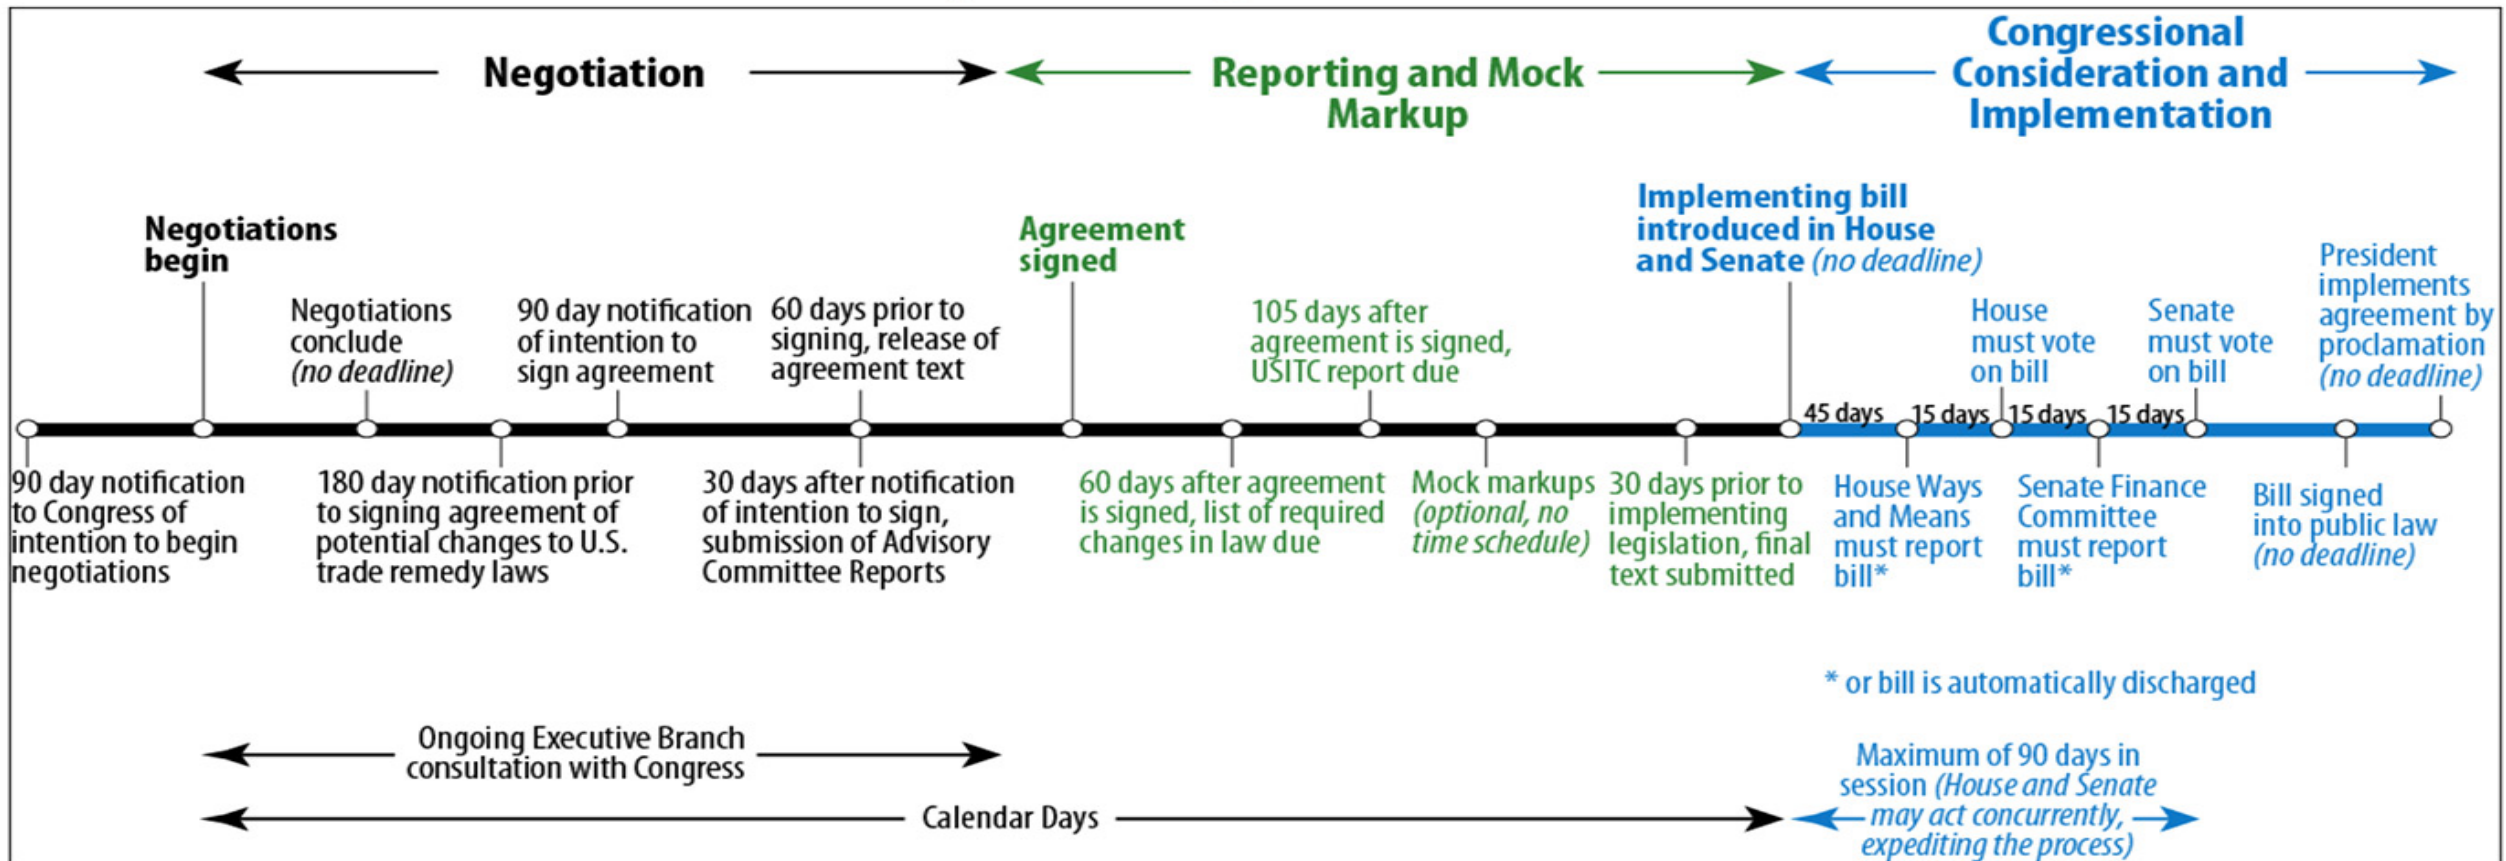 Negotiation
Reporting and Mock
Markup
Congressional
Consideration and
Implementation
Negotiations
begin
Negotiations
conclude
(no deadline)
90 day notification
of intention to
sign agreement
60 days prior to
signing, release of
agreement text
Agreement
signed
105 days after
agreement is signed,
USITC report due
Implementing bill
introduced in House
and Senate (no deadline)
House
must vote
on bill
Senate
must vote
on bill
President
implements
agreement by
proclamation
(no deadline)
45 days
15 days
15 days
15 days
90 day notification
to Congress of
intention to begin
negotiations
180 day notification prior
to signing agreement of
potential changes to U.S.
trade remedy laws
30 days after notification
of intention to sign,
submission of Advisory
Committee Reports
60 days after agreement
is signed, list of required
changes in law due
Mock markups
(optional, no
time schedule)
30 days prior to
implementing
legislation, final
text submitted
House Ways
and Means
must report
bill*
Senate Finance
Committee
must report
bill*
Bill signed
into public law
(no deadline)
* or bill is automatically discharged
Ongoing Executive Branch
consultation with Congress
Calendar Days
Maximum of 90 days in
session (House and Senate
may act concurrently,
expediting the process)